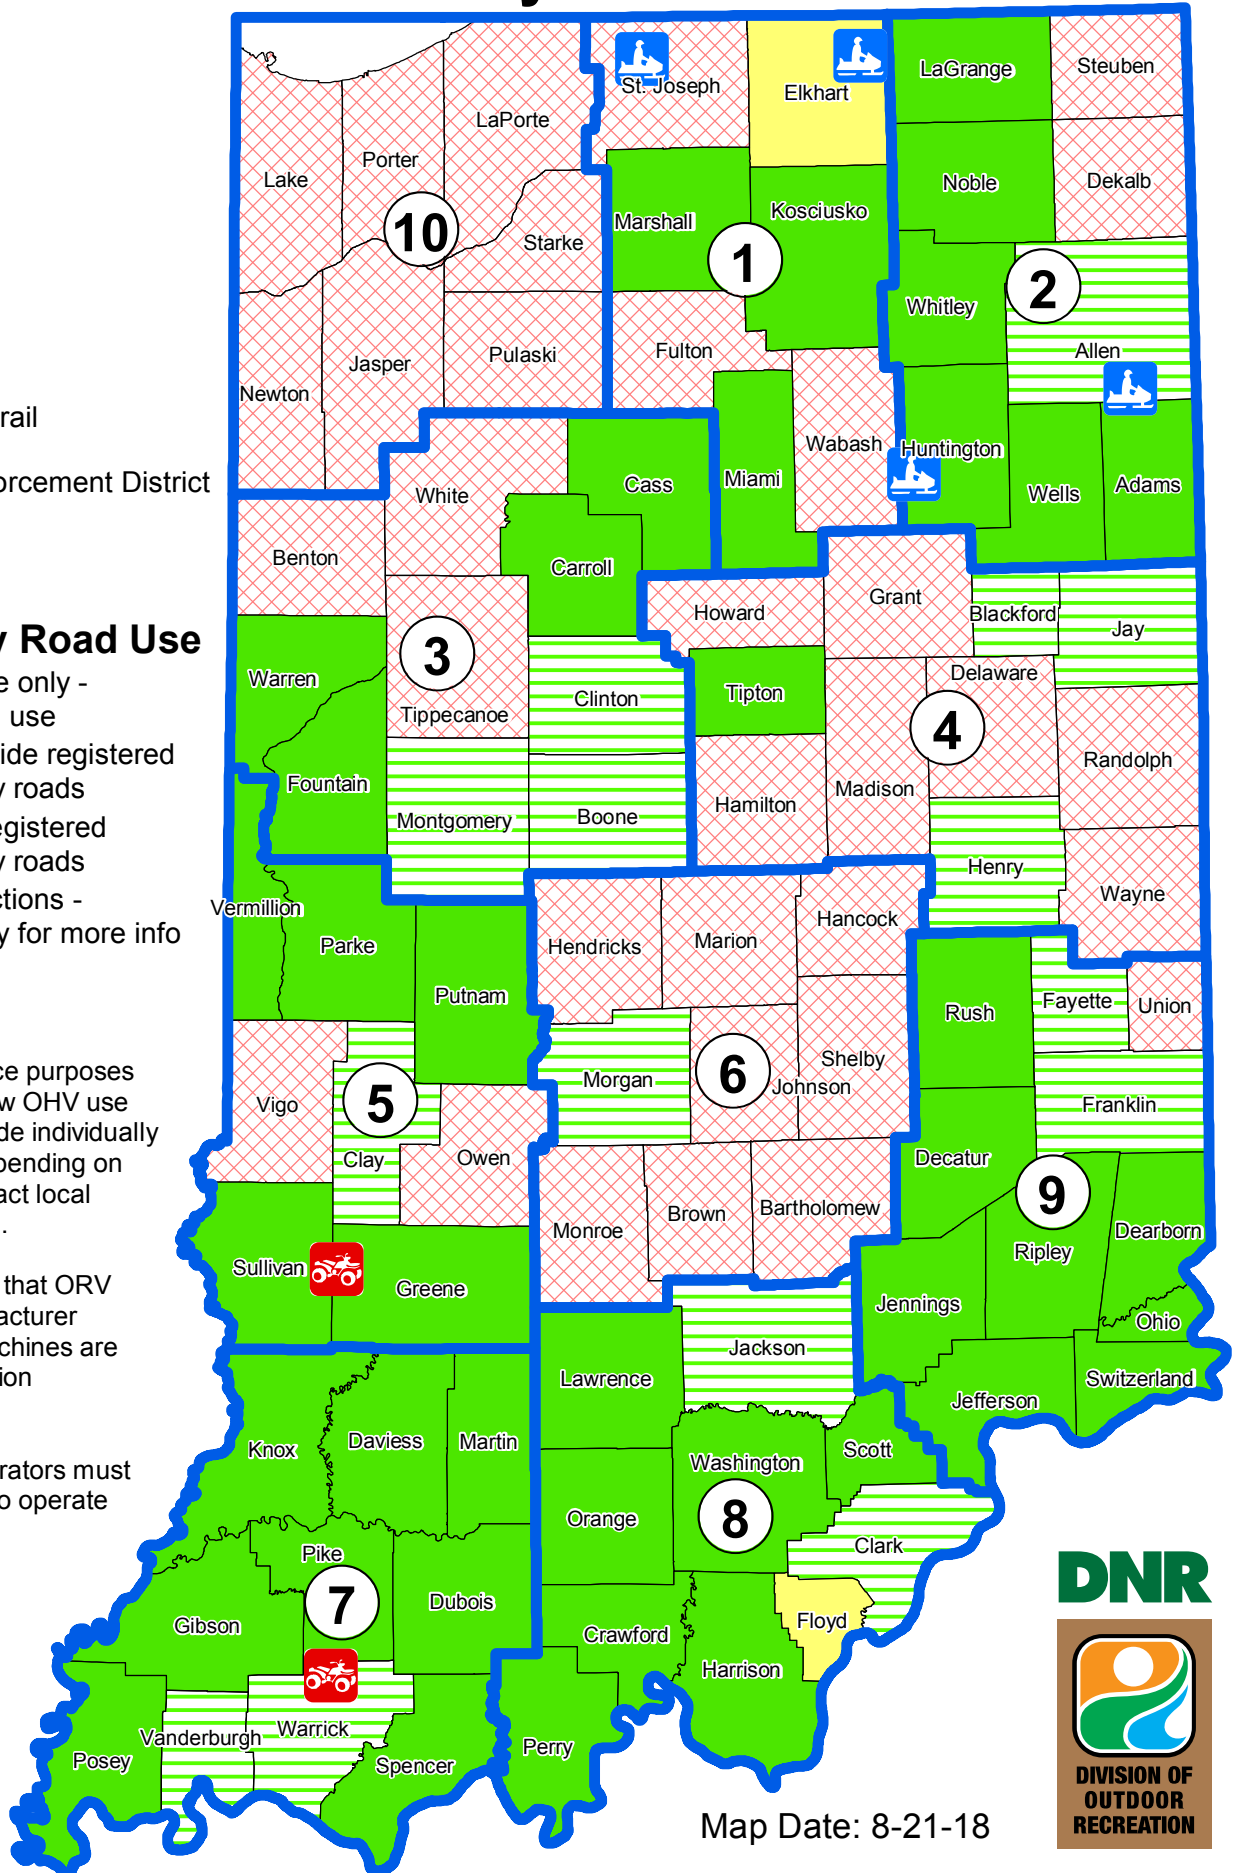 rail
orcement District
y Road Use
e only -
use
ide registered
y roads
egistered
y roads
ctions -
y for more info
ce purposes
w OHV use
de individually
pending on
act local
.
that ORV
acturer
chines are
ion
rators must
o operate
LaGrange
Steuben
St. Joseph
Elkhart
LaPorte
Porter
Lake
Noble
Dekalb
Marshall
Kosciusko
10
Starke
1
2
Whitley
Allen
Fulton
Pulaski
Jasper
Newton
Wabash
Huntington
Miami
Cass
White
Wells
Adams
Benton
Carroll
Howard
Grant
Blackford
Jay
3
Warren
Tippecanoe
Clinton
Tipton
Delaware
4
Randolph
Fountain
Madison
Hamilton
Montgomery
Boone
Henry
Wayne
Vermillion
Parke
Hendricks
Marion
Hancock
Putnam
Rush
Fayette
Union
Morgan
6
Johnson
Shelby
Vigo
5
Franklin
Clay
Owen
Decatur
9
Monroe
Brown
Bartholomew
Dearborn
Ripley
Sullivan
Greene
Jennings
Ohio
Jackson
Lawrence
Switzerland
Jefferson
Knox
Daviess
Martin
Washington
Scott
Orange
8
Clark
Pike
7
Dubois
Gibson
Crawford
Floyd
Harrison
Vanderburgh
Warrick
Posey
Spencer
Perry
Map Date: 8-21-18
DNR
DIVISION OF
OUTDOOR
RECREATION